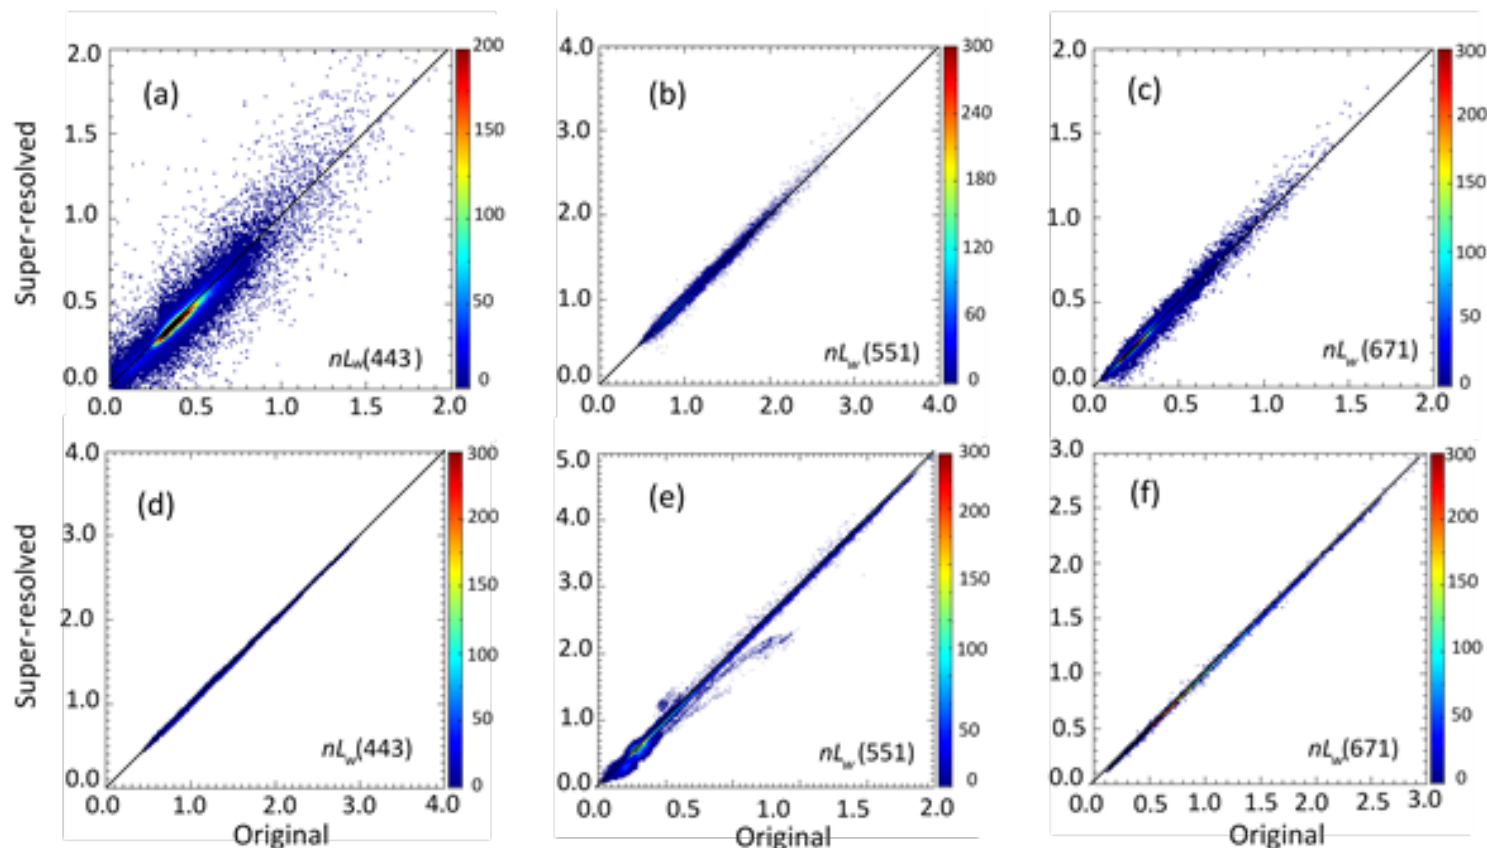 2.0 200 4.0 300 2.0 300
(a) (b) (c)
150 240 200
1.5 3.0 1.5
180 150
Super-resolved 1.0 100 2.0 1.0
120 100
0.5 50 1.0 0.5
60 50
nLw(443) nLw(551) nLw(671)
0.0 0 0.0 0 0.0 0
0.0 0.5 1.0 1.5 2.0 0.0 1.0 2.0 3.0 4.0 0.0 0.5 1.0 1.5 2.0
4.0 300 5.0 300 3.0 300
(d) (e) (f)
250 250 2.5 250
3.0 4.0
200 200 2.0 200
Super-resolved 150 3.0 150 150
2.0 1.5
100 2.0 100 100
1.0 1.0
50 1.0 50 0.5 50
nLw(443) nLw(551) nLw(671)
0.0 0 0.0 0 0.0 0
0.0 1.0 2.0 3.0 4.0 0.0 0.5 1.0 1.5 2.0 0.0 0.5 1.0 1.5 2.0 2.5 3.0
Original Original Original